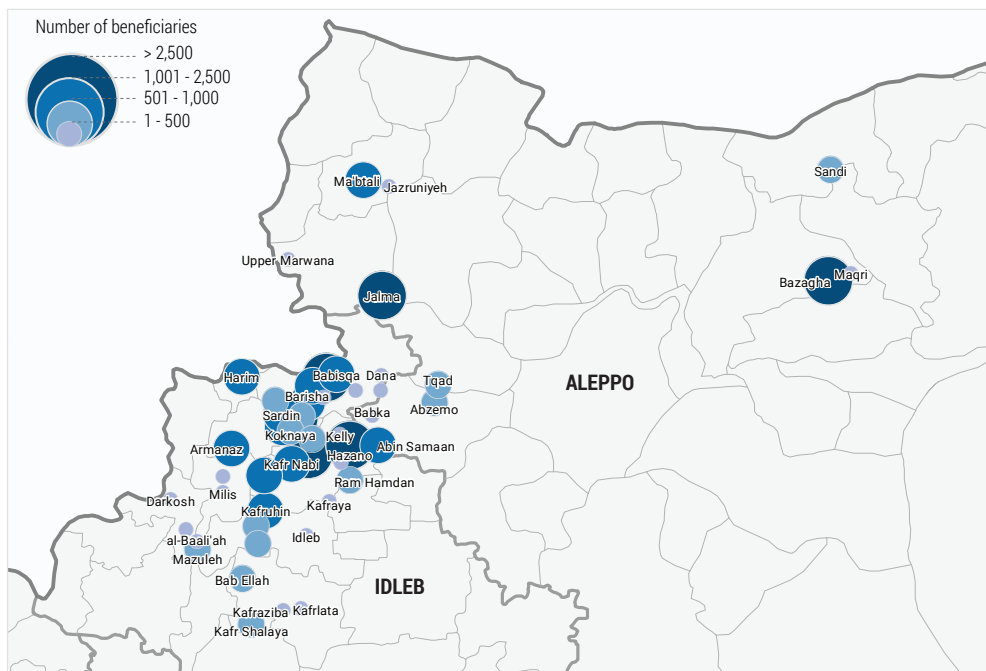 Number of beneficiaries
> 2,500
1,001 - 2,500
501 - 1,000
1 - 500
Sandi
Ma'btali
Jazruniyeh
Upper Marwana
Maqri
Bazagha
Jalma
Babisqa
Dana
Harim
Tqad
ALEPPO
Barisha
Abzemo
Sardin
Babka
Koknaya
Kelly
Abin Samaan
Armanaz
Hazano
Kafr Nabi
Ram Hamdan
Milis
Darkosh
Kafraya
Kafruhin
Idleb
al-Baali'ah
Mazuleh
Bab Ellah
IDLEB
Kafraziba
Kafrlata
Kafr Shalaya